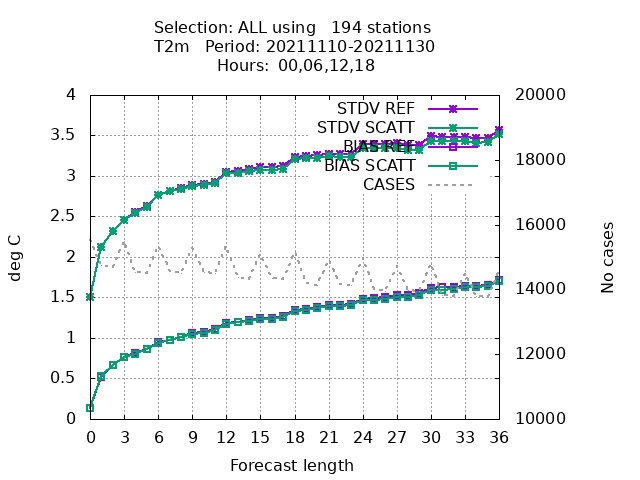 Selection: ALL using   194 stations
T2m   Period: 20211110-20211130
Hours:  00,06,12,18
4
3.5
3
2.5
2
1.5
1
0.5
0
deg C
20000
18000
16000
14000
12000
10000
No cases
STDV REF
STDV SCATT
BIAS REF
BIAS SCATT
CASES
0 3 6 9 12 15 18 21 24 27 30 33 36
Forecast length